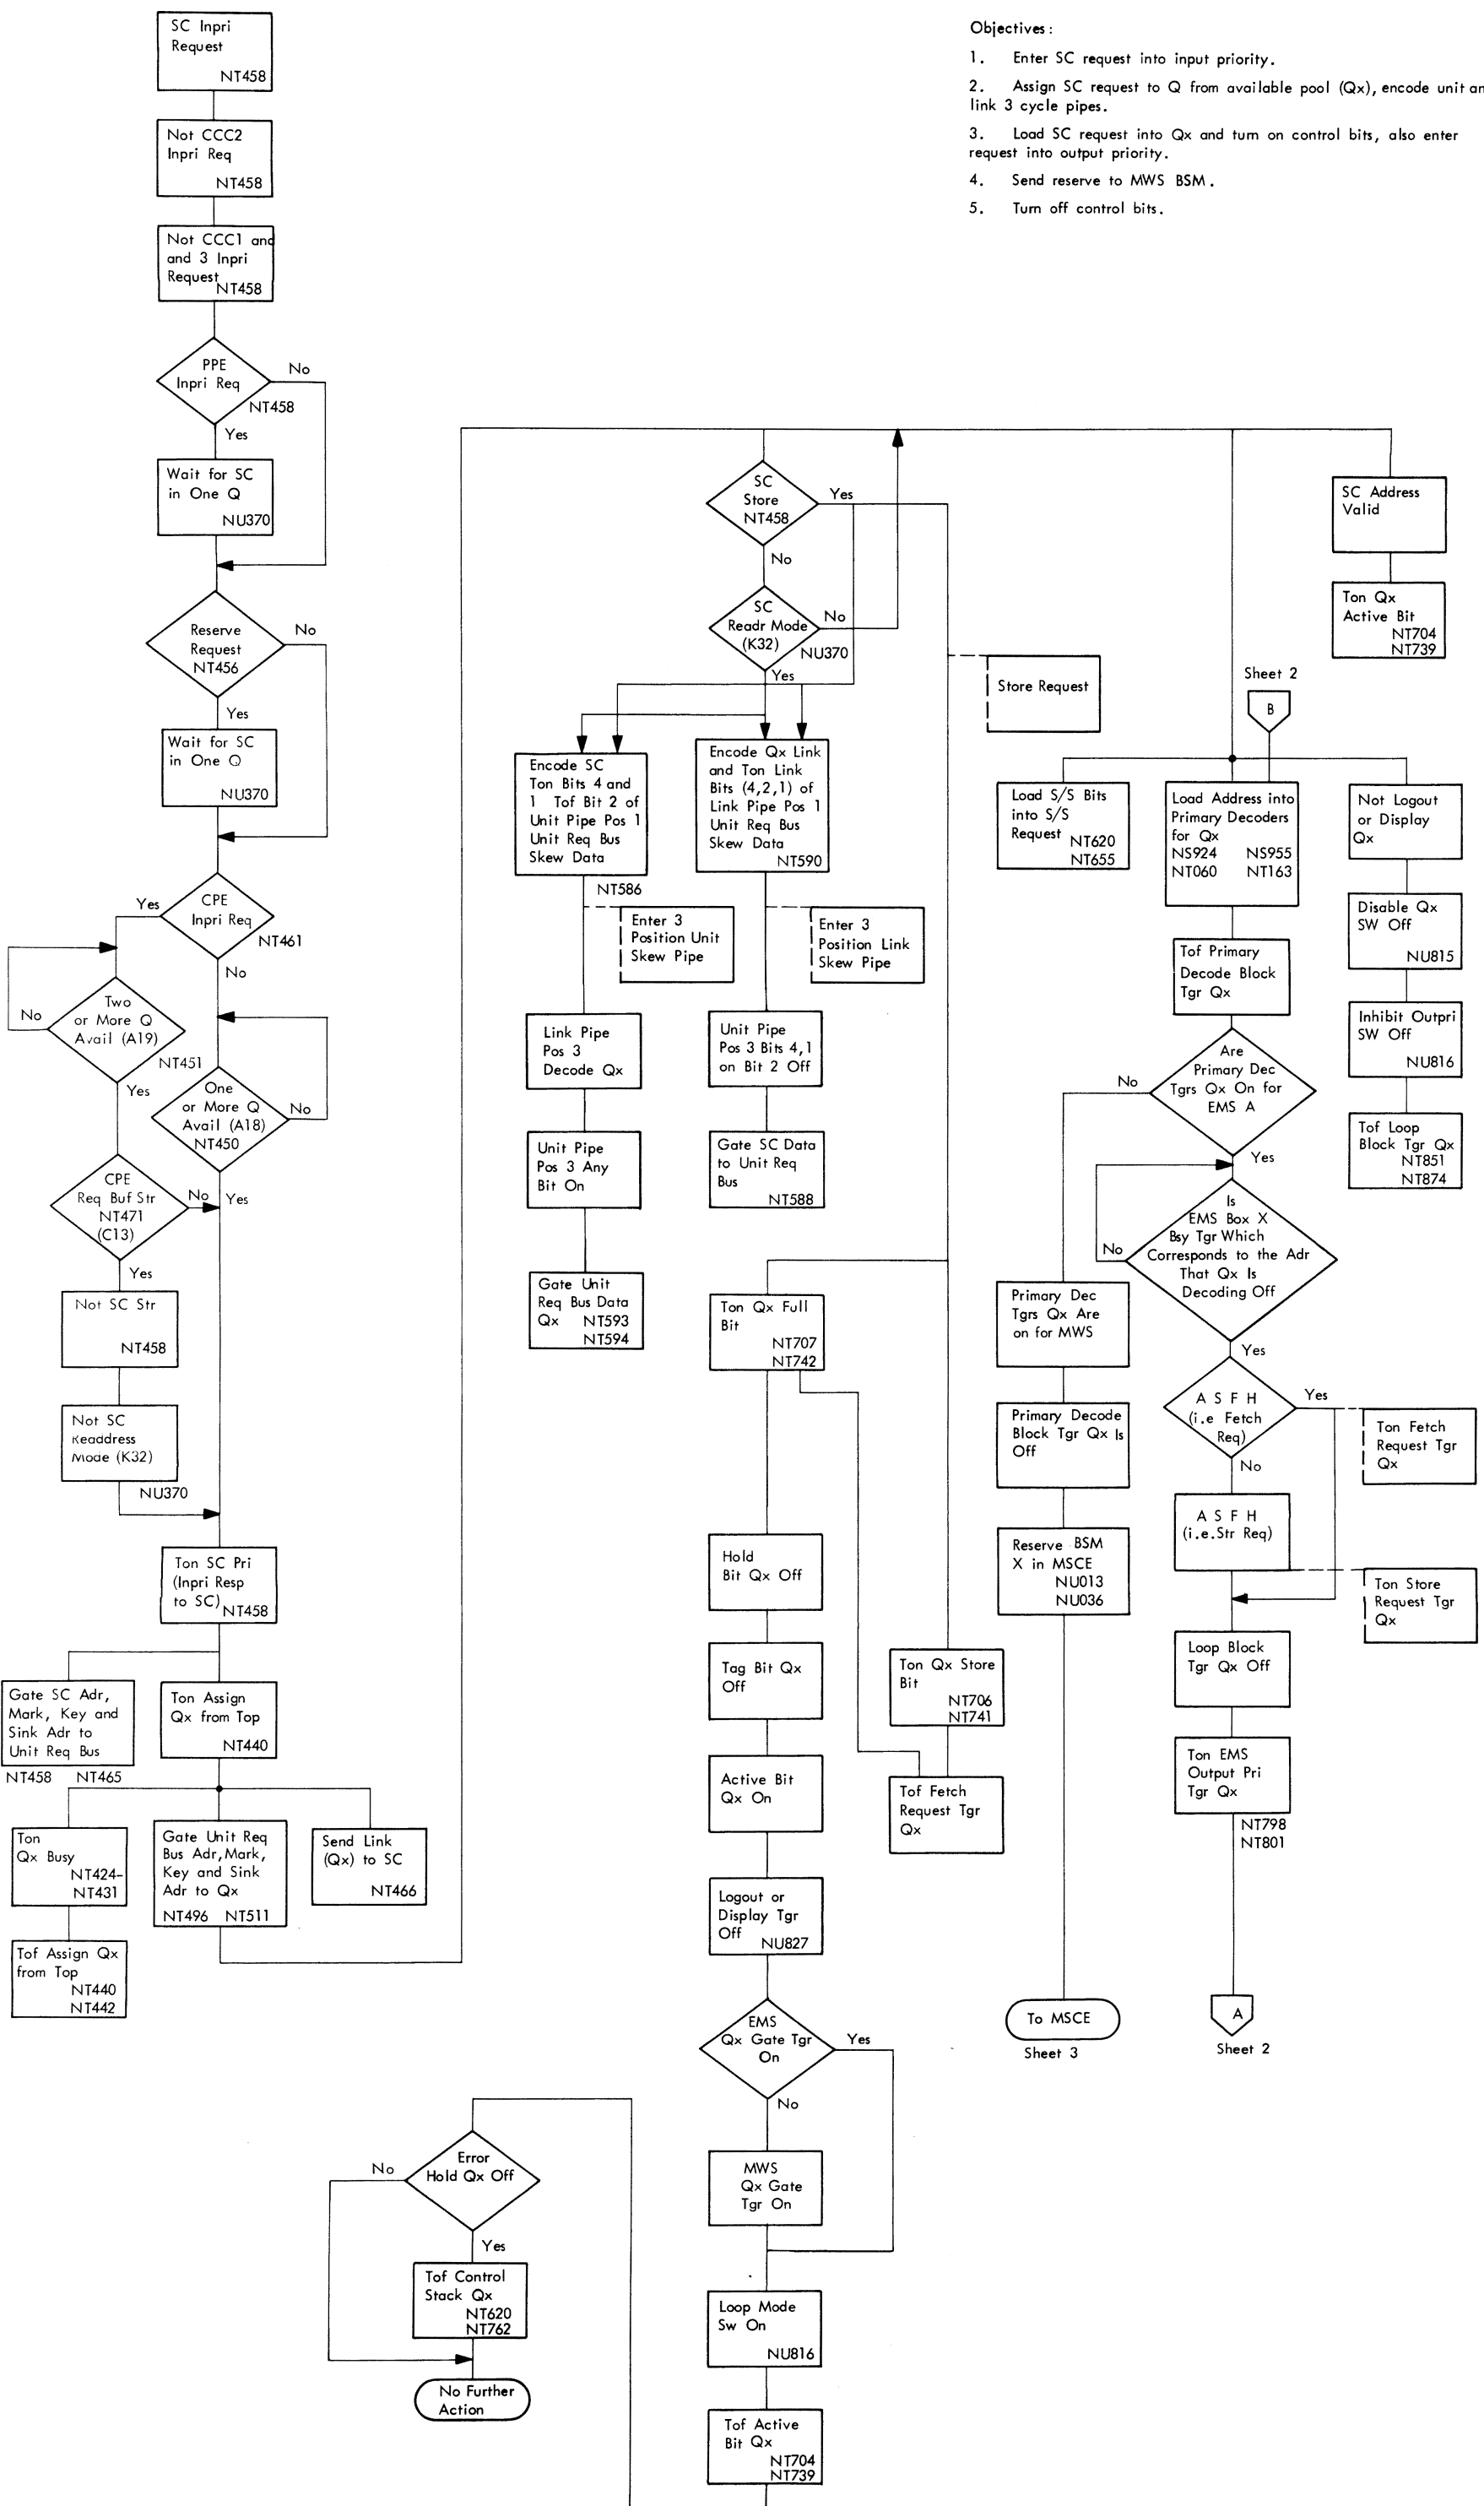 Objectives:
1. Enter SC request into input priority.
2. Assign SC request to Q from available pool (Qx), encode unit an
link 3 cycle pipes.
3. Load SC request into Qx and turn on control bits, also enter
request into output priority.
4. Send reserve to MWS BSM.
5. Turn off control bits.
SC Inpri
Request
NT458
Not CCC2
Inpri Req
NT458
Not CCC1 and
and 3 Inpri
Request
NT458
PPE
Inpri Req
NT458
No
Yes
Wait for SC
in One Q
NU370
Reserve
Request
NT456
No
Yes
Wait for SC
in One Q
NU370
CPE
Inpri Req
NT461
Yes
No
Two
or More Q
Avail (A19)
NT451
No
Yes
One
or More Q
Avail (A18)
NT450
No
Yes
CPE
Req Buf Str
NT471
(C13)
No
Yes
Not SC Str
NT458
Not SC
Readdress
Mode (K32)
NU370
Ton SC Pri
(Inpri Resp
to SC)
NT458
Gate SC Adr,
Mark, Key and
Sink Adr to
Unit Req Bus
NT458 NT465
Ton Assign
Qx from Top
NT440
Ton
Qx Busy
NT424-
NT431
Gate Unit Req
Bus Adr, Mark,
Key and Sink
Adr to Qx
NT496 NT511
Send Link
(Qx) to SC
NT466
Tof Assign Qx
from Top
NT440
NT442
SC
Store
NT458
Yes
No
SC
Readr Mode
(K32)
NU370
No
Yes
Encode SC
Ton Bits 4 and
1 Tof Bit 2 of
Unit Pipe Pos 1
Unit Req Bus
Skew Data
NT586
Enter 3
Position Unit
Skew Pipe
Link Pipe
Pos 3
Decode Qx
Unit Pipe
Pos 3 Any
Bit On
Gate Unit
Req Bus Data
Qx NT593
NT594
Encode Qx Link
and Ton Link
Bits (4,2,1) of
Link Pipe Pos 1
Unit Req Bus
Skew Data
NT590
Enter 3
Position Link
Skew Pipe
Unit Pipe
Pos 3 Bits 4,1
on Bit 2 Off
Gate SC Data
to Unit Req
Bus
NT588
Store Request
Ton Qx Full
Bit
NT707
NT742
Hold
Bit Qx Off
Tag Bit Qx
Off
Active Bit
Qx On
Logout or
Display Tgr
Off
NU827
Ton Qx Store
Bit
NT706
NT741
Tof Fetch
Request Tgr
Qx
EMS
Qx Gate Tgr
On
Yes
No
MWS
Qx Gate
Tgr On
Loop Mode
Sw On
NU816
Tof Active
Bit Qx
NT704
NT739
Error
Hold Qx Off
No
Yes
Tof Control
Stack Qx
NT620
NT762
No Further
Action
SC Address
Valid
Ton Qx
Active Bit
NT704
NT739
Sheet 2
B
Load S/S Bits
into S/S
Request
NT620
NT655
Load Address into
Primary Decoders
for Qx
NS924 NS955
NT060 NT163
Not Logout
or Display
Qx
Disable Qx
SW Off
NU815
Inhibit Outpri
SW Off
NU816
Tof Loop
Block Tgr Qx
NT851
NT874
Tof Primary
Decode Block
Tgr Qx
Are
Primary Dec
Tgrs Qx On for
EMS A
No
Yes
Is
EMS Box X
Bsy Tgr Which
Corresponds to the Adr
That Qx Is
Decoding Off
No
Yes
Primary Dec
Tgrs Qx Are
on for MWS
Primary Decode
Block Tgr Qx Is
Off
Reserve BSM
X in MSCE
NU013
NU036
To MSCE
Sheet 3
A S F H
(i.e Fetch
Req)
Yes
No
Ton Fetch
Request Tgr
Qx
A S F H
(i.e.Str Req)
Ton Store
Request Tgr
Qx
Loop Block
Tgr Qx Off
Ton EMS
Output Pri
Tgr Qx
NT798
NT801
A
Sheet 2